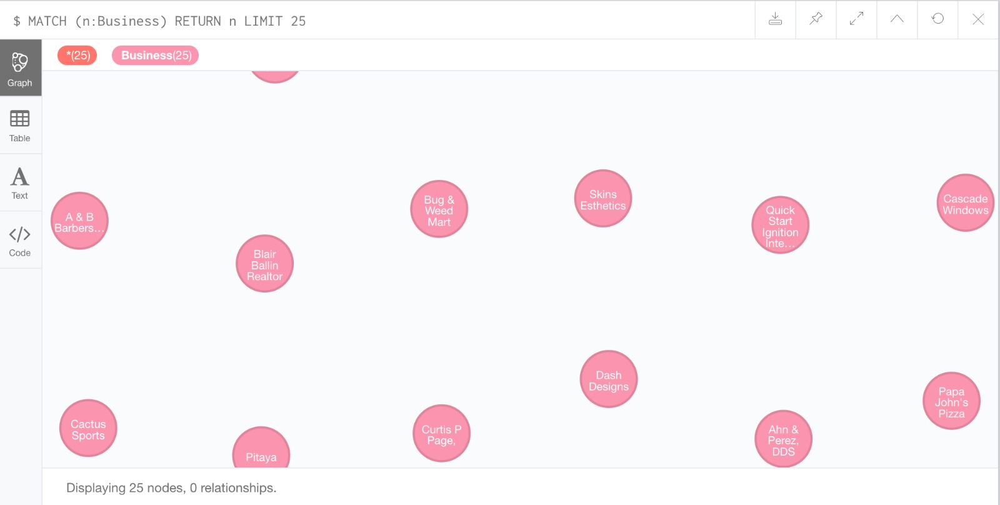 $ MATCH (n:Business) RETURN n LIMIT 25
*(25)
Business(25)
Graph
Table
Text
Code
A & B
Barbers...
Blair
Ballin
Realtor
Bug &
Weed
Mart
Skins
Esthetics
Quick
Start
Ignition
Inte...
Cascade
Windows
Cactus
Sports
Pitaya
Curtis P
Page,
Dash
Designs
Ahn &
Perez,
DDS
Papa
John's
Pizza
Displaying 25 nodes, 0 relationships.